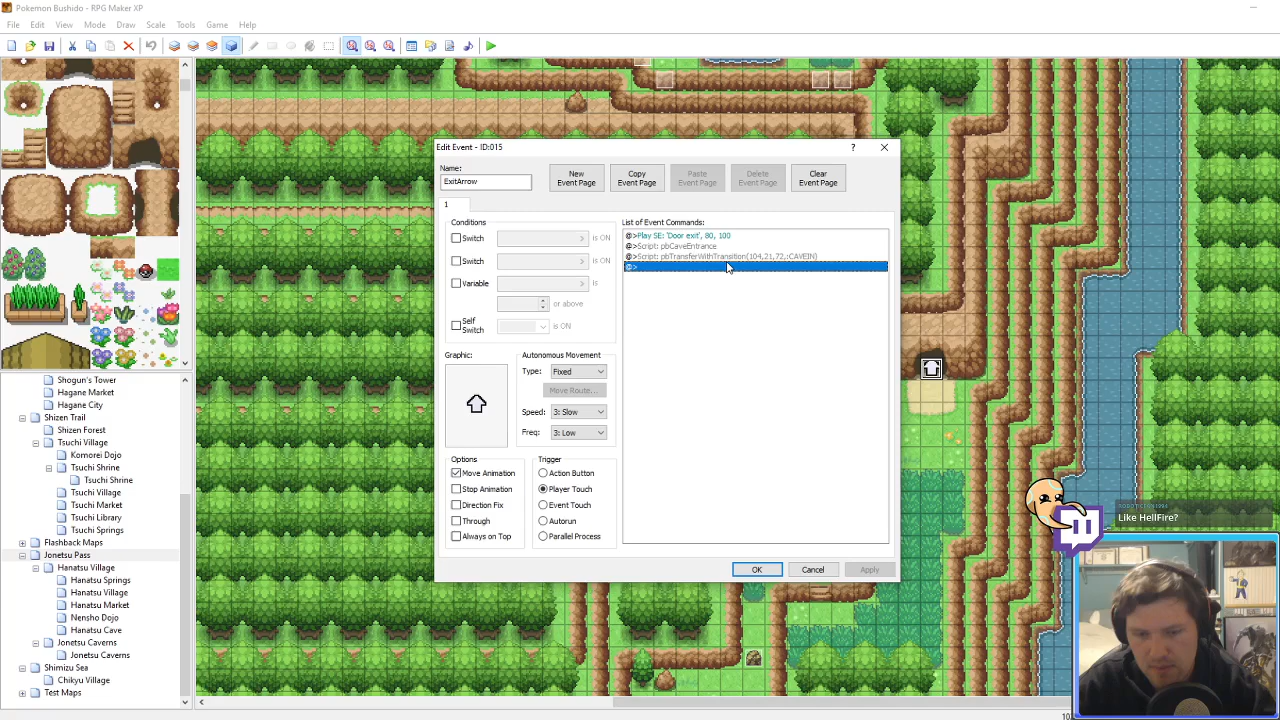 Pokemon Bushido - RPG Maker XP
File Edit View Mode Draw Scale Tools Game Help
Edit Event - ID:015
?
Name:
ExitArrow
New Event Page
Copy Event Page
Paste Event Page
Delete Event Page
Clear Event Page
1
Conditions
Switch
is ON
Switch
is ON
Variable
is
or above
Self Switch
is ON
Graphic:
Autonomous Movement
Type: Fixed
Move Route...
Speed: 3: Slow
Freq: 3: Low
Options
Move Animation
Stop Animation
Direction Fix
Through
Always on Top
Trigger
Action Button
Player Touch
Event Touch
Autorun
Parallel Process
List of Event Commands:
@>Play SE: 'Door exit', 80, 100
@>Script: pbCaveEntrance
@>Script: pbTransferWithTransition(104,21,72,:CAVEIN)
@>
OK
Cancel
Apply
Shogun's Tower
Hagane Market
Hagane City
Shizen Trail
Shizen Forest
Tsuchi Village
Komorei Dojo
Tsuchi Shrine
Tsuchi Shrine
Tsuchi Village
Tsuchi Market
Tsuchi Library
Tsuchi Springs
Flashback Maps
Jonetsu Pass
Hanatsu Village
Hanatsu Springs
Hanatsu Village
Hanatsu Market
Nensho Dojo
Hanatsu Cave
Jonetsu Caverns
Jonetsu Caverns
Shimizu Sea
Chikyu Village
Test Maps
Like HellFire?